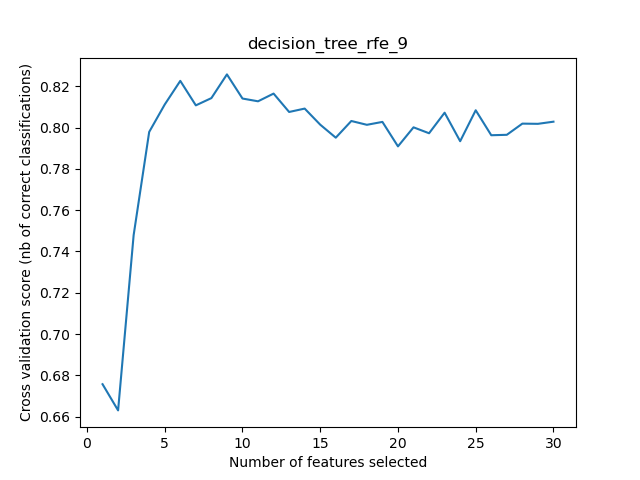 decision_tree_rfe_9
Cross validation score (nb of correct classifications)
0.82
0.80
0.78
0.76
0.74
0.72
0.70
0.68
0.66
0 5 10 15 20 25 30
Number of features selected